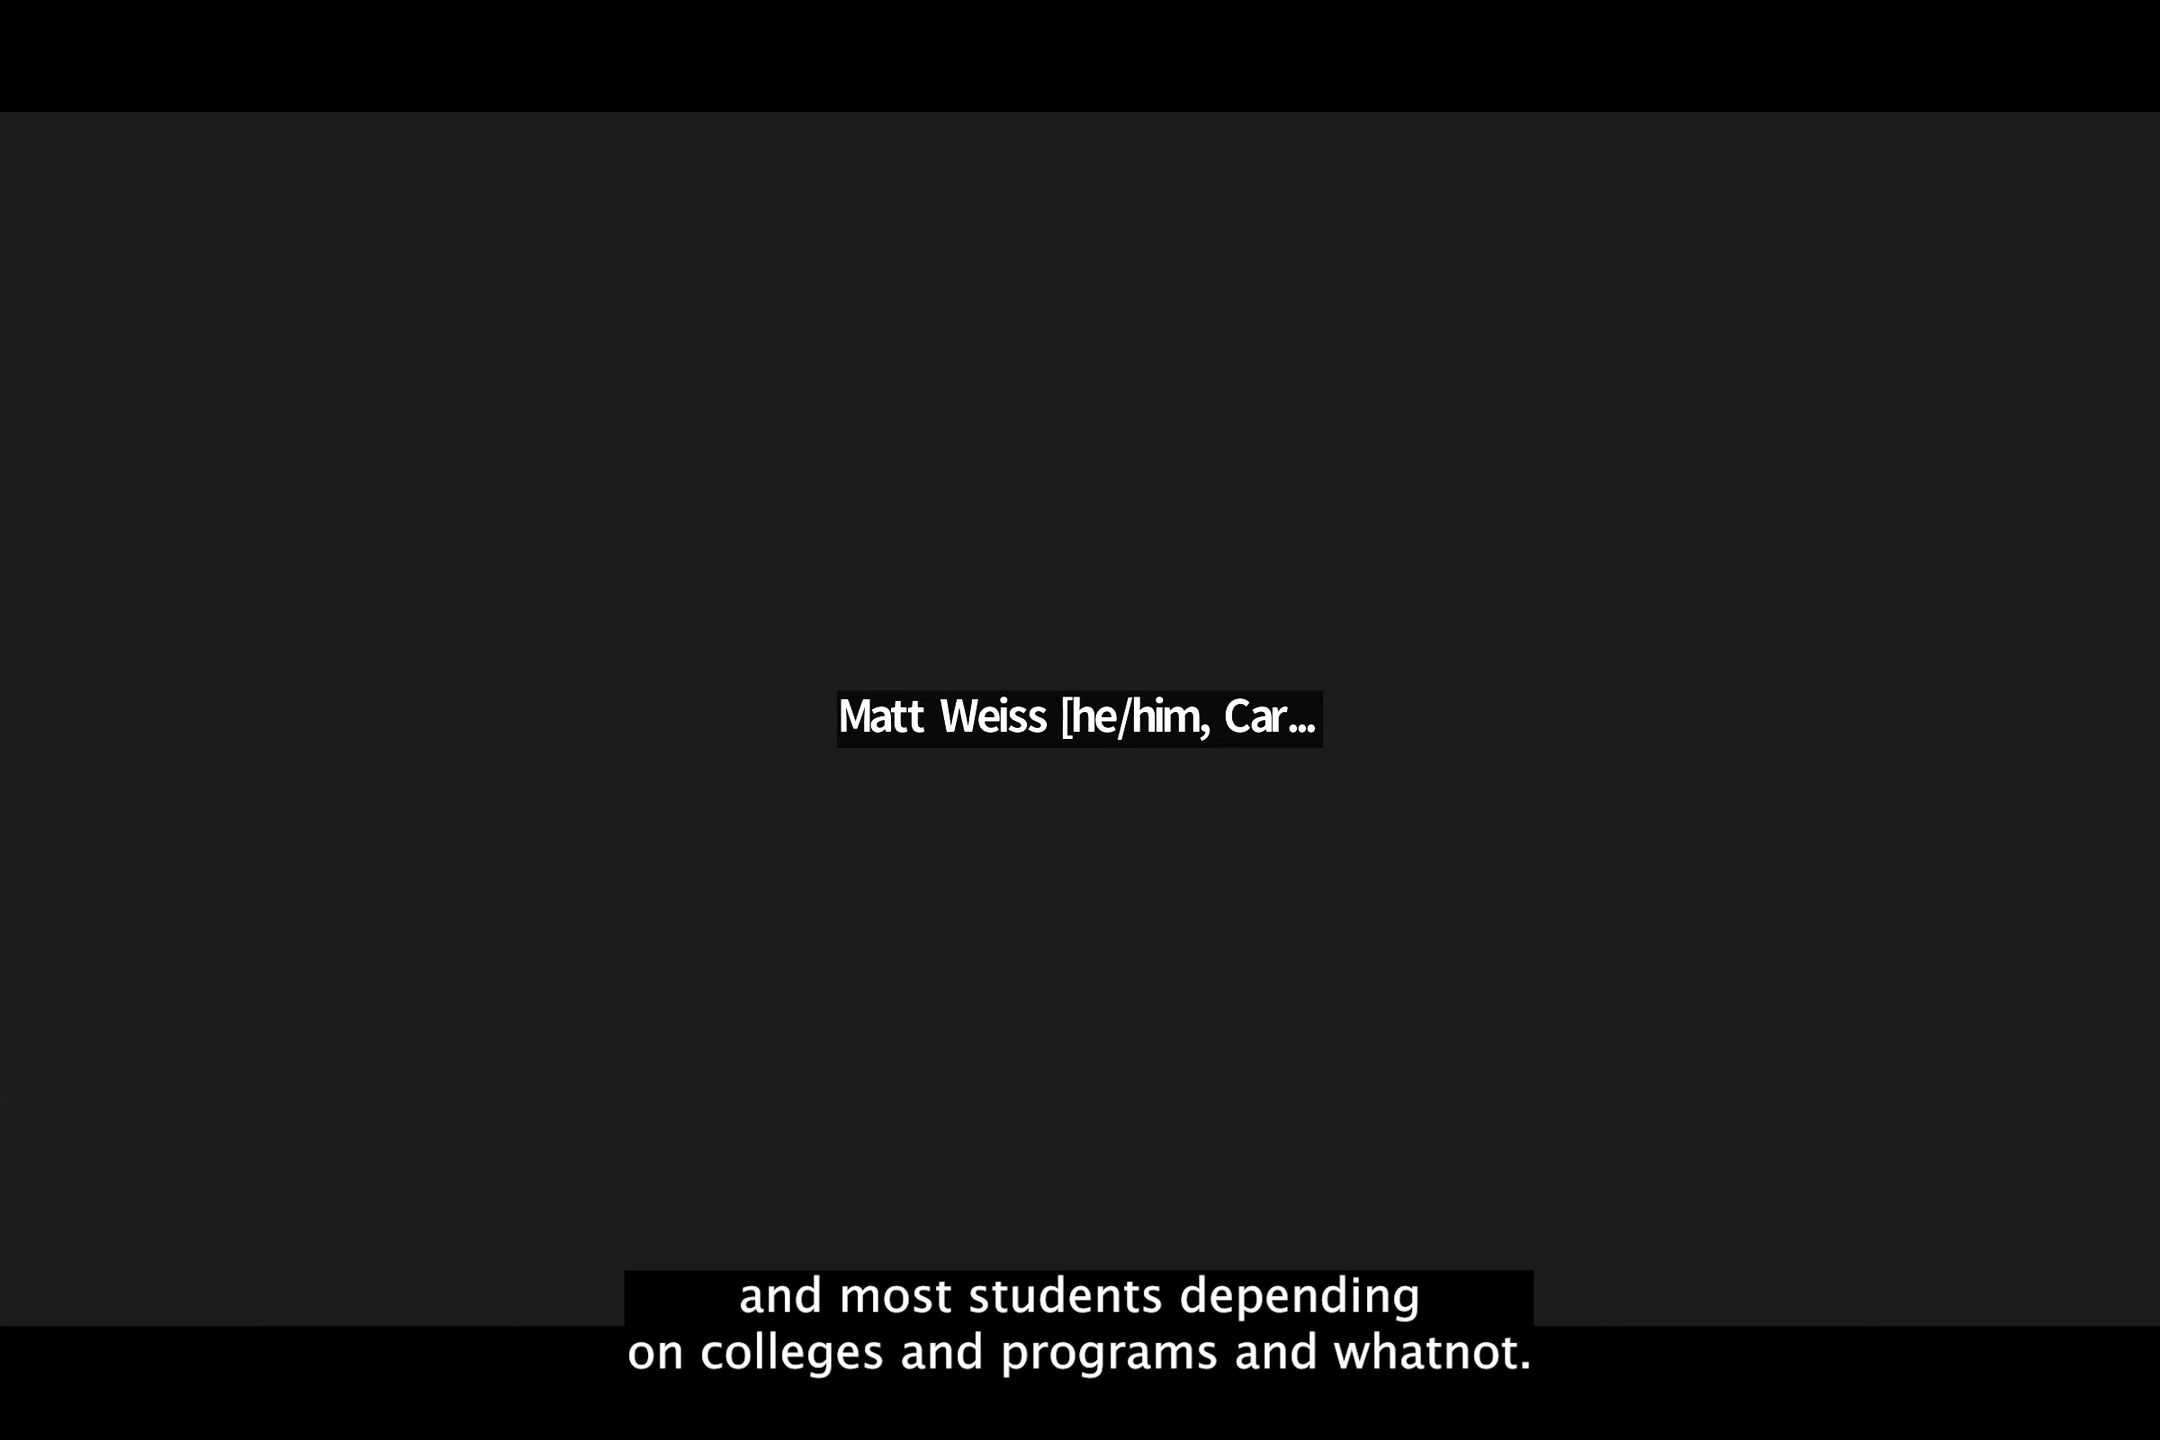 Matt Weiss [he/him, Car...
and most students depending
on colleges and programs and whatnot.